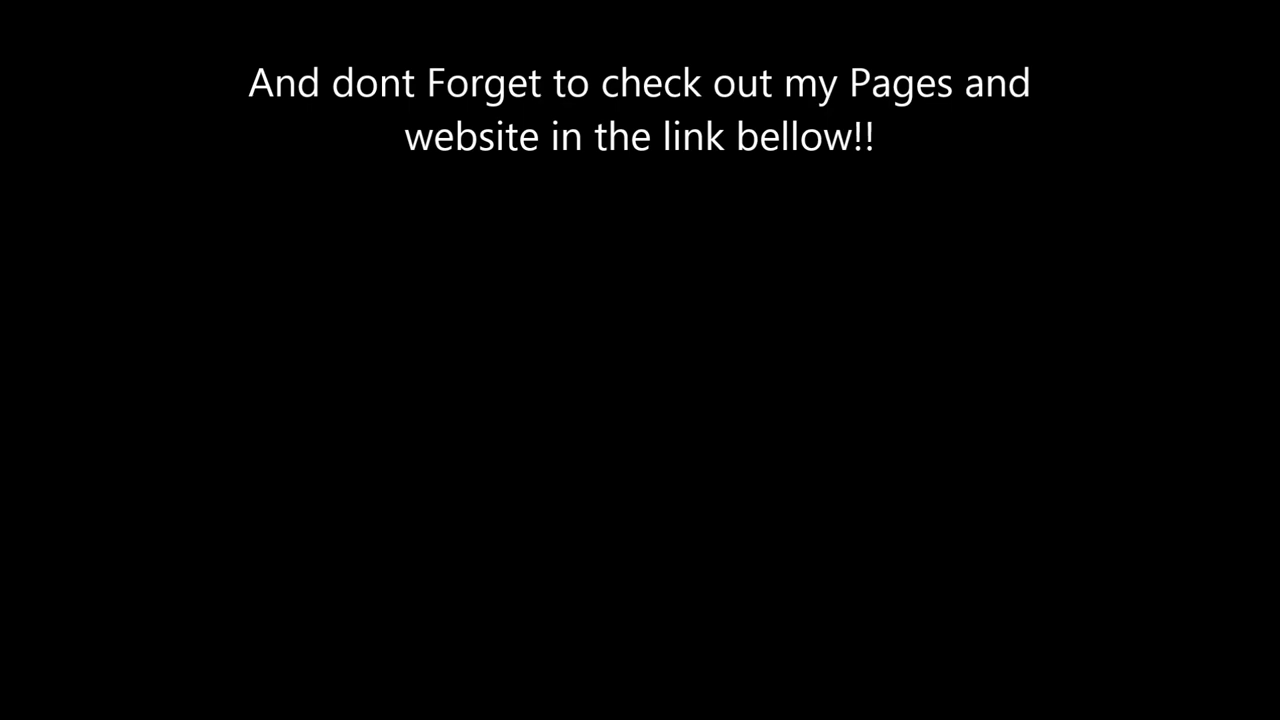 And dont Forget to check out my Pages and
website in the link bellow!!